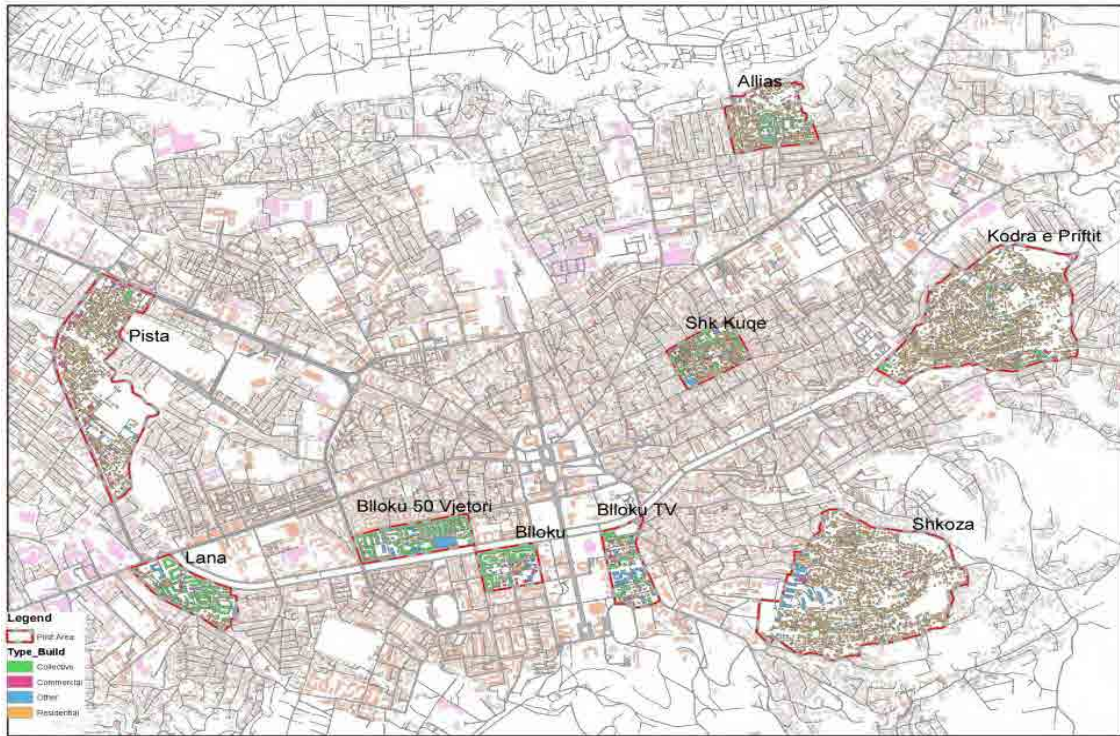 Allias
Kodra e Priftit
Shk Kuqe
Pista
Blloku 50 Vjetori
Blloku TV
Blloku
Shkoza
Lana
Legend
Pilot Area
Type_Build
Collective
Commercial
Other
Residential